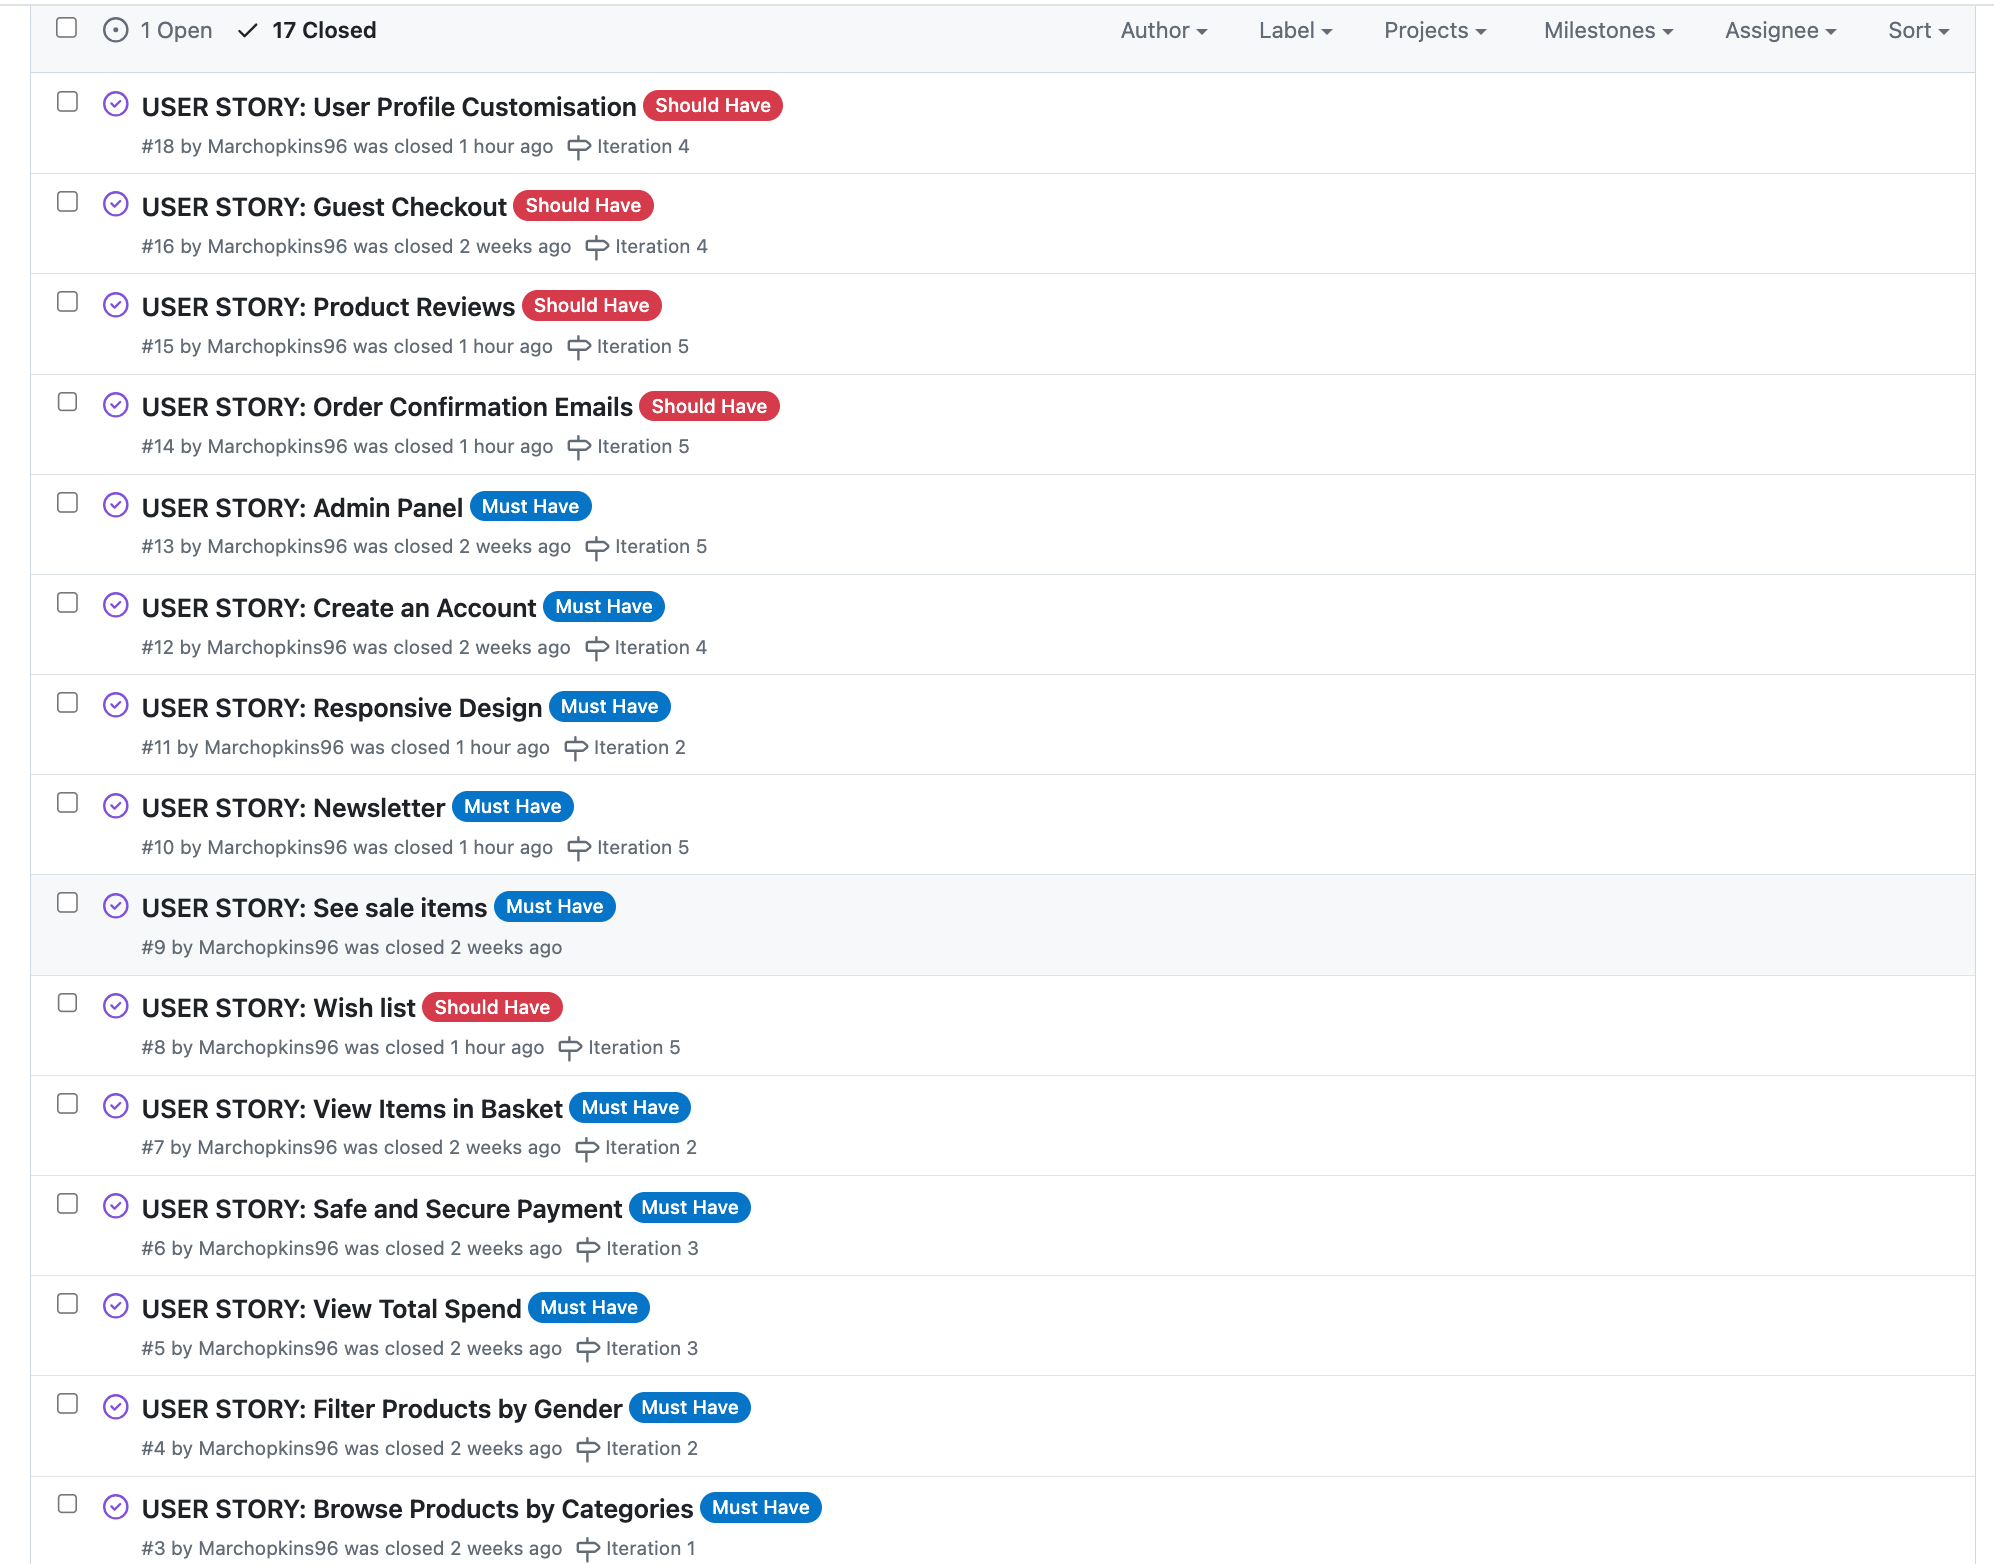 1 Open 17 Closed Author Label Projects Milestones Assignee Sort
USER STORY: User Profile Customisation Should Have
#18 by Marchopkins96 was closed 1 hour ago Iteration 4
USER STORY: Guest Checkout Should Have
#16 by Marchopkins96 was closed 2 weeks ago Iteration 4
USER STORY: Product Reviews Should Have
#15 by Marchopkins96 was closed 1 hour ago Iteration 5
USER STORY: Order Confirmation Emails Should Have
#14 by Marchopkins96 was closed 1 hour ago Iteration 5
USER STORY: Admin Panel Must Have
#13 by Marchopkins96 was closed 2 weeks ago Iteration 5
USER STORY: Create an Account Must Have
#12 by Marchopkins96 was closed 2 weeks ago Iteration 4
USER STORY: Responsive Design Must Have
#11 by Marchopkins96 was closed 1 hour ago Iteration 2
USER STORY: Newsletter Must Have
#10 by Marchopkins96 was closed 1 hour ago Iteration 5
USER STORY: See sale items Must Have
#9 by Marchopkins96 was closed 2 weeks ago
USER STORY: Wish list Should Have
#8 by Marchopkins96 was closed 1 hour ago Iteration 5
USER STORY: View Items in Basket Must Have
#7 by Marchopkins96 was closed 2 weeks ago Iteration 2
USER STORY: Safe and Secure Payment Must Have
#6 by Marchopkins96 was closed 2 weeks ago Iteration 3
USER STORY: View Total Spend Must Have
#5 by Marchopkins96 was closed 2 weeks ago Iteration 3
USER STORY: Filter Products by Gender Must Have
#4 by Marchopkins96 was closed 2 weeks ago Iteration 2
USER STORY: Browse Products by Categories Must Have
#3 by Marchopkins96 was closed 2 weeks ago Iteration 1